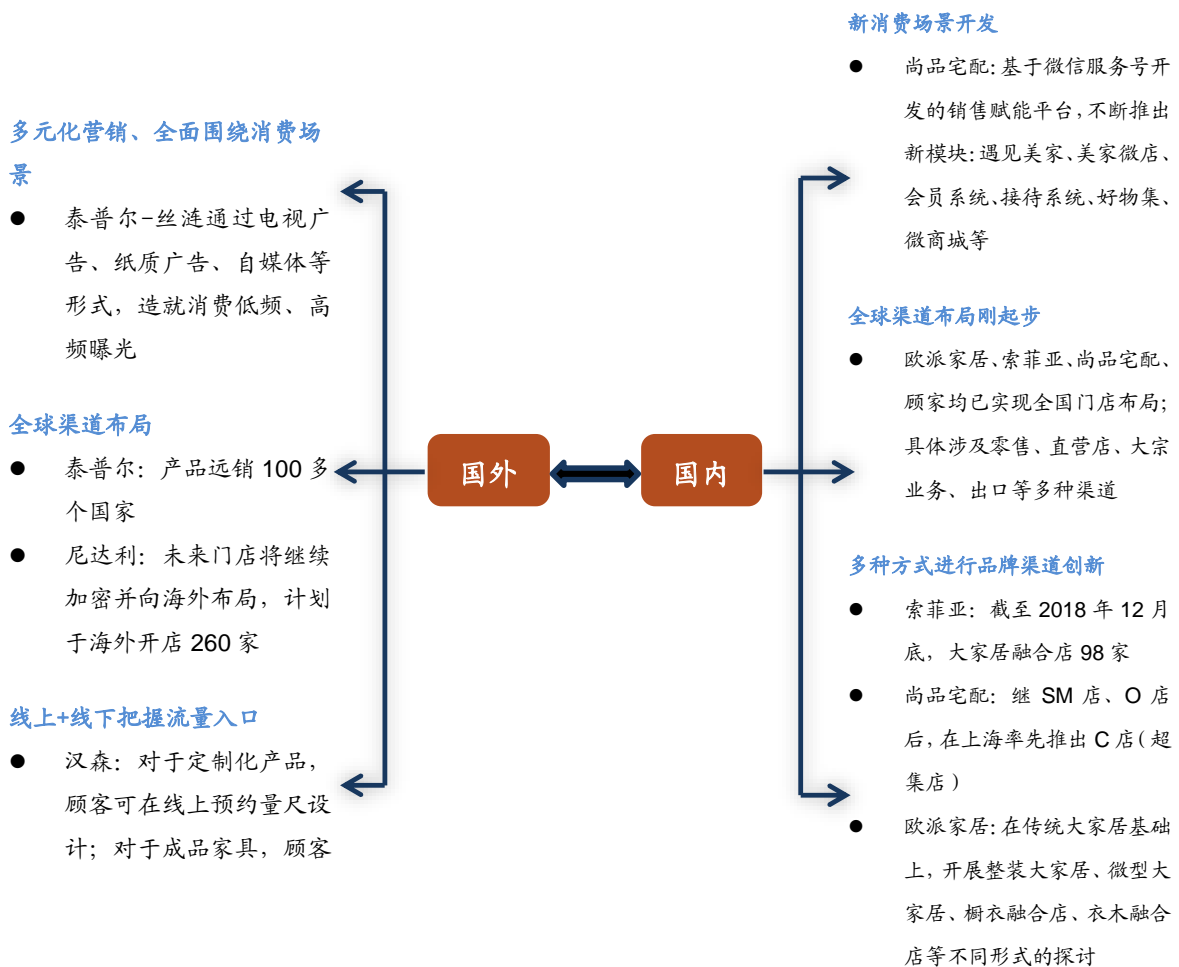 多元化营销、全面围绕消费场
景
● 泰普尔-丝涟通过电视广
告、纸质广告、自媒体等
形式，造就消费低频、高
频曝光
全球渠道布局
● 泰普尔：产品远销 100 多
个国家
● 尼达利：未来门店将继续
加密并向海外布局，计划
于海外开店 260 家
线上+线下把握流量入口
● 汉森：对于定制化产品，
顾客可在线上预约量尺设
计；对于成品家具，顾客
国外
国内
新消费场景开发
● 尚品宅配：基于微信服务号开
发的销售赋能平台，不断推出
新模块：遇见美家、美家微店、
会员系统、接待系统、好物集、
微商城等
全球渠道布局刚起步
● 欧派家居、索菲亚、尚品宅配、
顾家均已实现全国门店布局；
具体涉及零售、直营店、大宗
业务、出口等多种渠道
多种方式进行品牌渠道创新
● 索菲亚：截至 2018 年 12 月
底，大家居融合店 98 家
● 尚品宅配：继 SM 店、O 店
后，在上海率先推出 C 店（超
集店）
● 欧派家居：在传统大家居基础
上，开展整装大家居、微型大
家居、橱衣融合店、衣木融合
店等不同形式的探讨